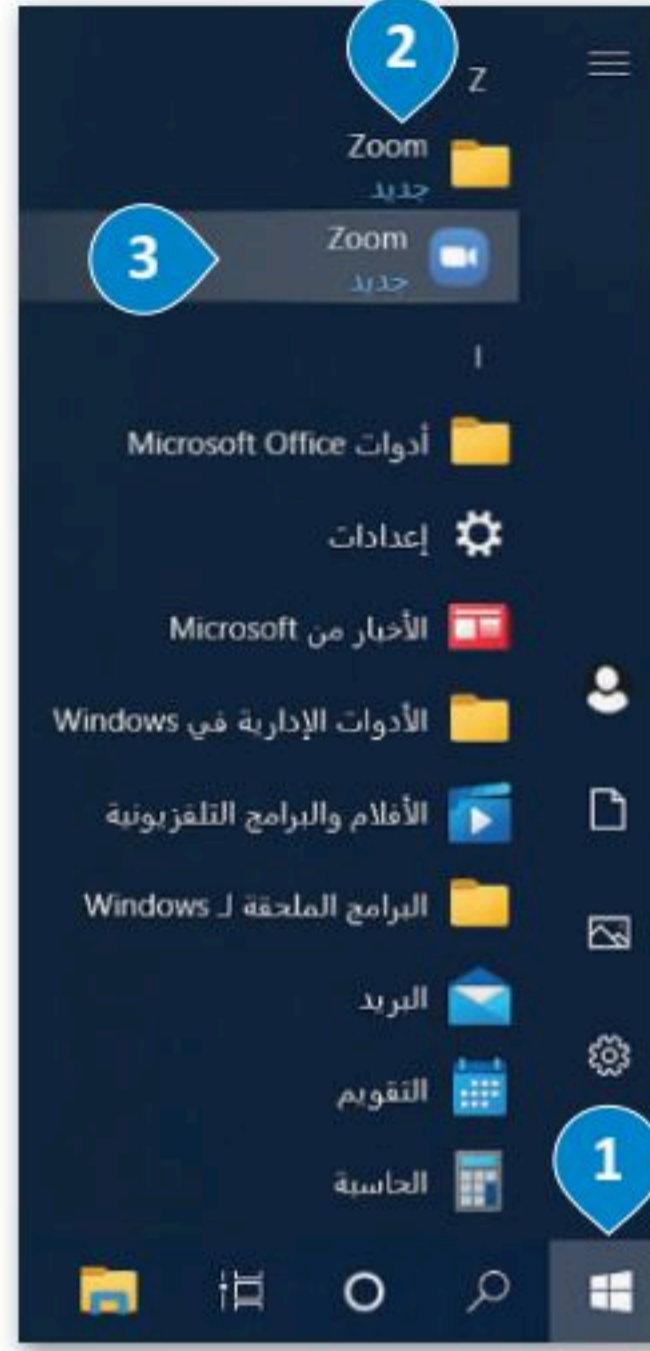 2
Z
Zoom
جديد
3
Zoom
جديد
ا
أدوات Microsoft Office
إعدادات
الأخبار من Microsoft
الأدوات الإدارية في Windows
الأفلام والبرامج التلفزيونية
البرامج الملحقة لـ Windows
البريد
التقويم
الحاسبة
1